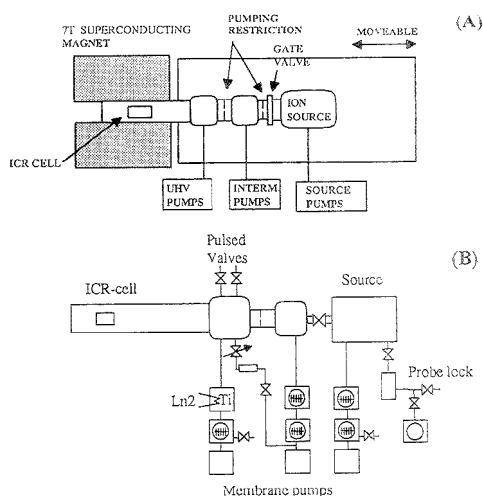 (A)
7T SUPERCONDUCTING
MAGNET
PUMPING
RESTRICTION
GATE
VALVE
MOVEABLE
ION
SOURCE
ICR CELL
UHV
PUMPS
INTERM.
PUMPS
SOURCE
PUMPS
(B)
Pulsed
Valves
ICR-cell
Source
Probe lock
Ln2
Ti
Membrane pumps